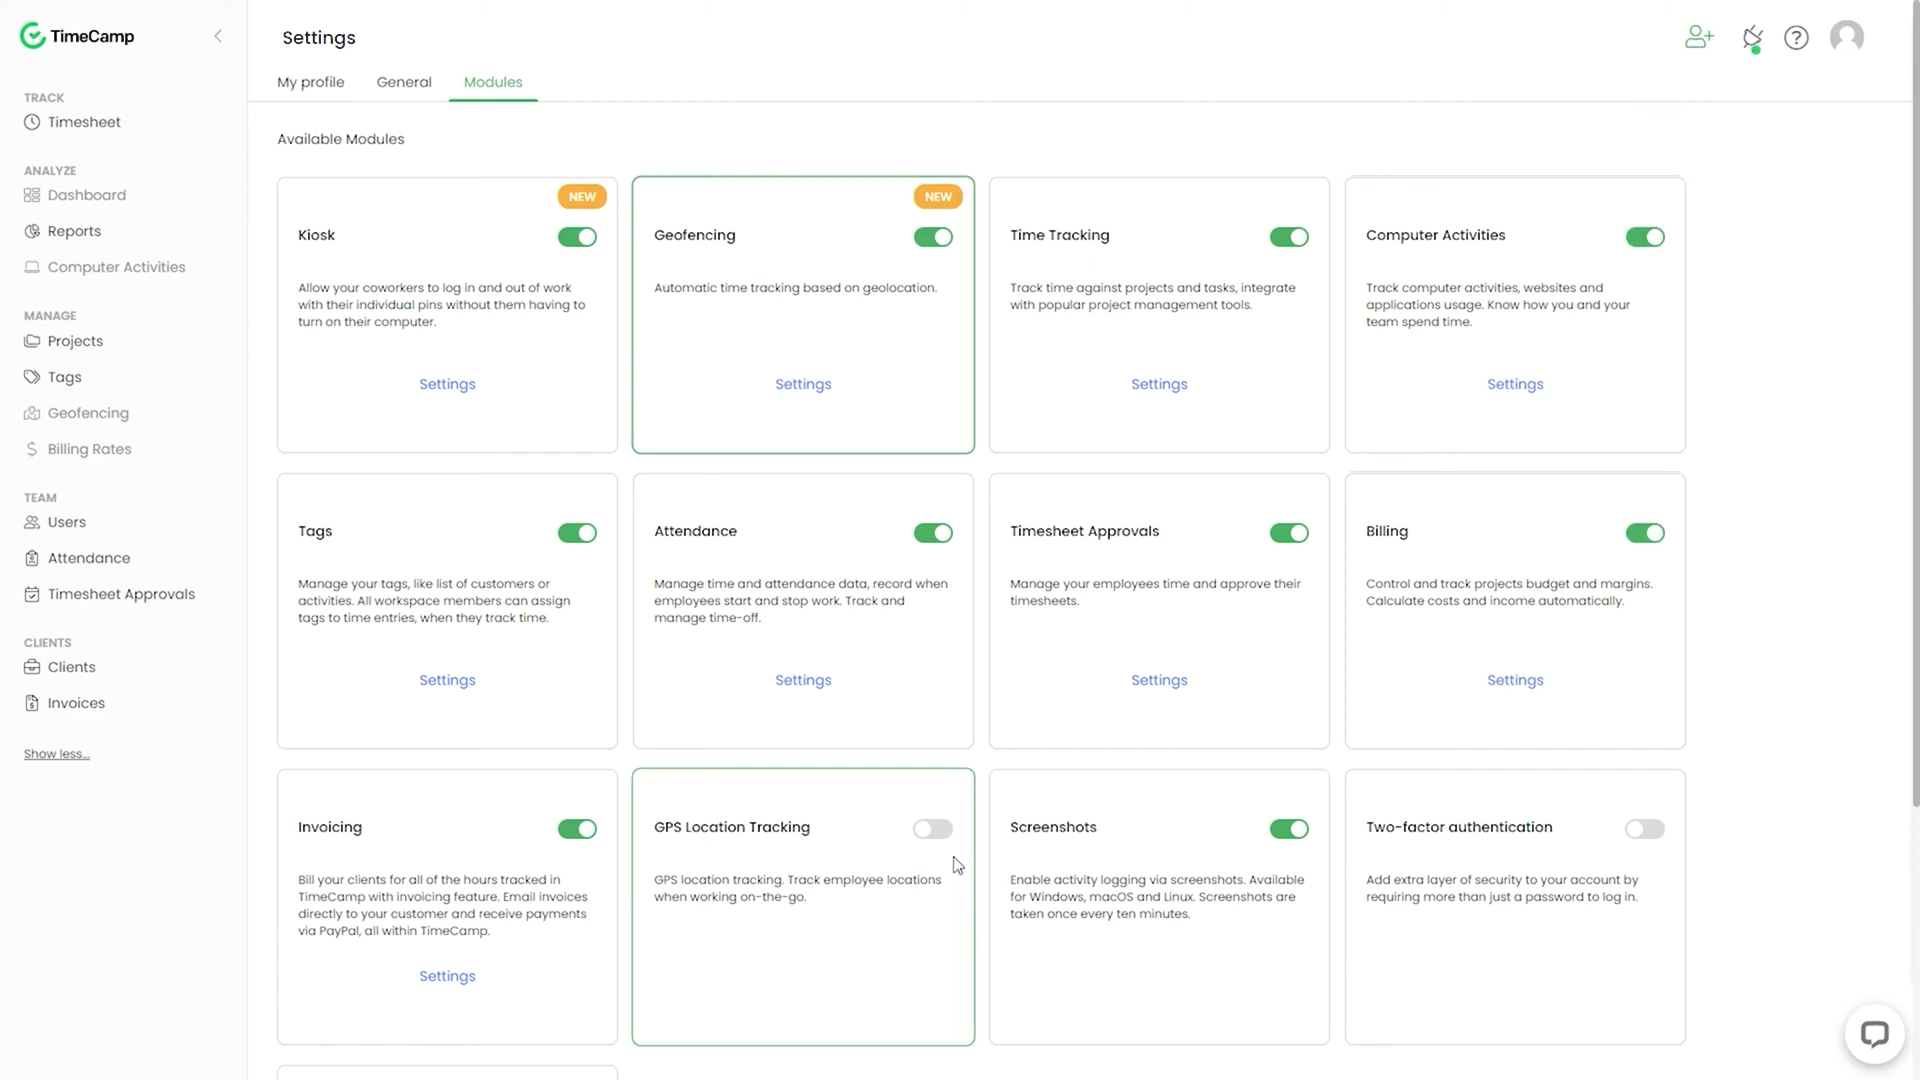 TimeCamp
TRACK
Timesheet
ANALYZE
Dashboard
Reports
Computer Activities
MANAGE
Projects
Tags
Geofencing
Billing Rates
TEAM
Users
Attendance
Timesheet Approvals
CLIENTS
Clients
Invoices
Show less...
Settings
My profile
General
Modules
Available Modules
NEW
Kiosk
Allow your coworkers to log in and out of work
with their individual pins without them having to
turn on their computer.
Settings
NEW
Geofencing
Automatic time tracking based on geolocation.
Settings
Time Tracking
Track time against projects and tasks, integrate
with popular project management tools.
Settings
Computer Activities
Track computer activities, websites and
applications usage. Know how you and your
team spend time.
Settings
Tags
Manage your tags, like list of customers or
activities. All workspace members can assign
tags to time entries, when they track time.
Settings
Attendance
Manage time and attendance data, record when
employees start and stop work. Track and
manage time-off.
Settings
Timesheet Approvals
Manage your employees time and approve their
timesheets.
Settings
Billing
Control and track projects budget and margins.
Calculate costs and income automatically.
Settings
Invoicing
Bill your clients for all of the hours tracked in
TimeCamp with invoicing feature. Email invoices
directly to your customer and receive payments
via PayPal, all within TimeCamp.
Settings
GPS Location Tracking
GPS location tracking. Track employee locations
when working on-the-go.
Screenshots
Enable activity logging via screenshots. Available
for Windows, macOS and Linux. Screenshots are
taken once every ten minutes.
Two-factor authentication
Add extra layer of security to your account by
requiring more than just a password to log in.